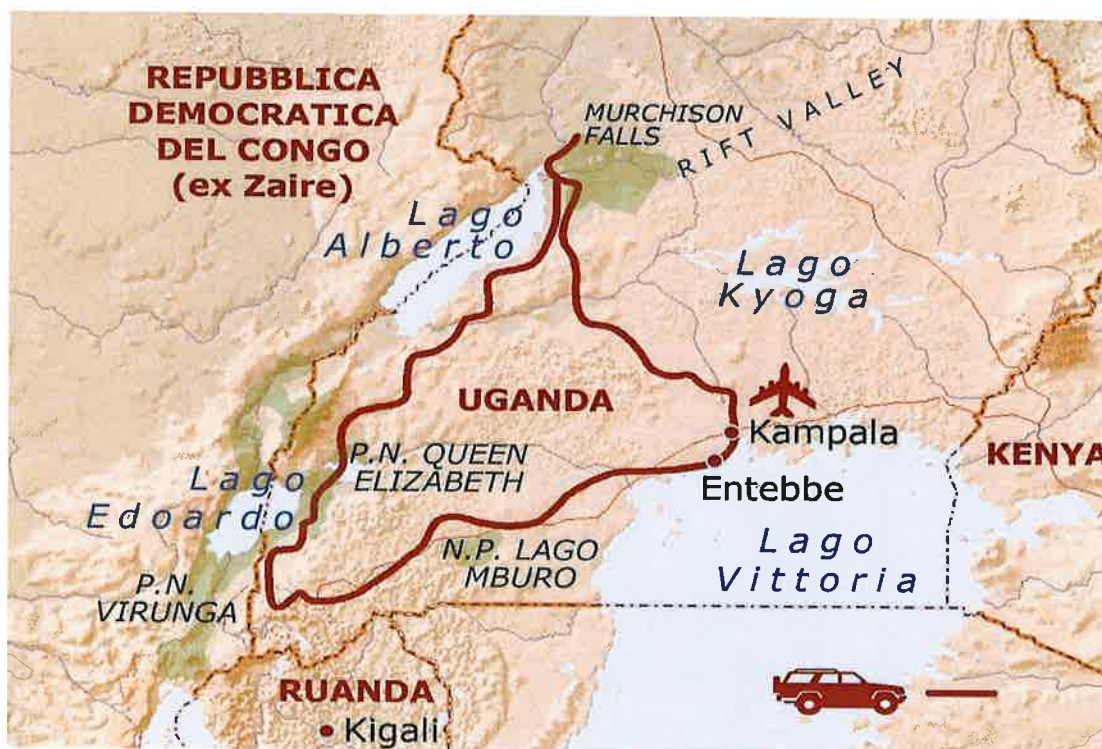 REPUBBLICA
DEMOCRATICA
DEL CONGO
(ex Zaire)
MURCHISON
FALLS
RIFT VALLEY
Lago
Alberto
Lago
Kyoga
UGANDA
Kampala
KENYA
P.N. QUEEN
ELIZABETH
Lago
Edoardo
Entebbe
N.P. LAGO
MBURO
Lago
Vittoria
P.N.
VIRUNGA
RUANDA
Kigali